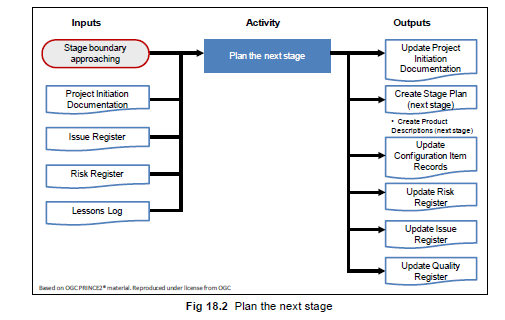 Inputs
Activity
Outputs
Stage boundary
approaching
Project Initiation
Documentation
Issue Register
Risk Register
Lessons Log
Plan the next stage
Update Project
Initiation
Documentation
Create Stage Plan
(next stage)
• Create Product
Descriptions (next stage)
Update
Configuration Item
Records
Update Risk
Register
Update Issue
Register
Update Quality
Register
Based on OGC PRINCE2® material. Reproduced under license from OGC
Fig 18.2 Plan the next stage